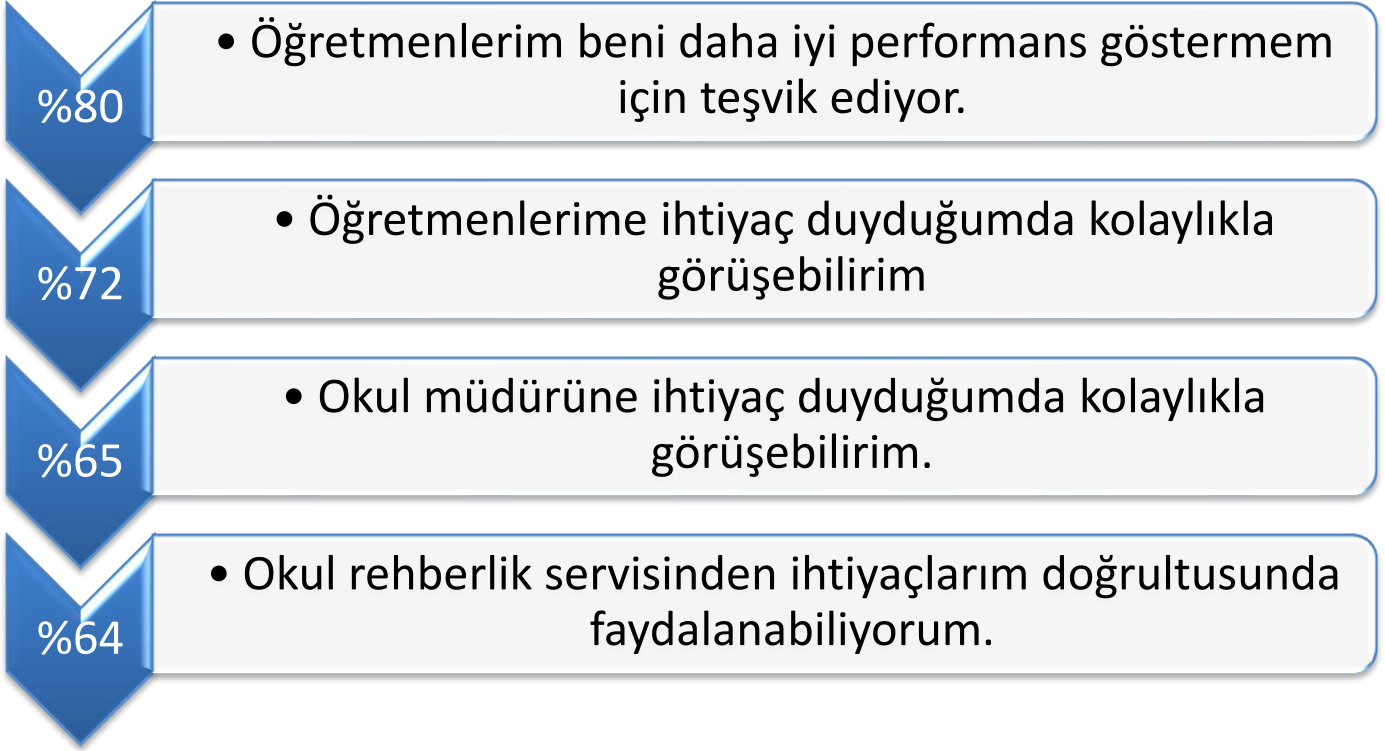 %80
• Öğretmenlerim beni daha iyi performans göstermem
için teşvik ediyor.
%72
• Öğretmenlerime ihtiyaç duyduğumda kolaylıkla
görüşebilirim
%65
• Okul müdürüne ihtiyaç duyduğumda kolaylıkla
görüşebilirim.
%64
• Okul rehberlik servisinden ihtiyaçlarım doğrultusunda
faydalanabiliyorum.